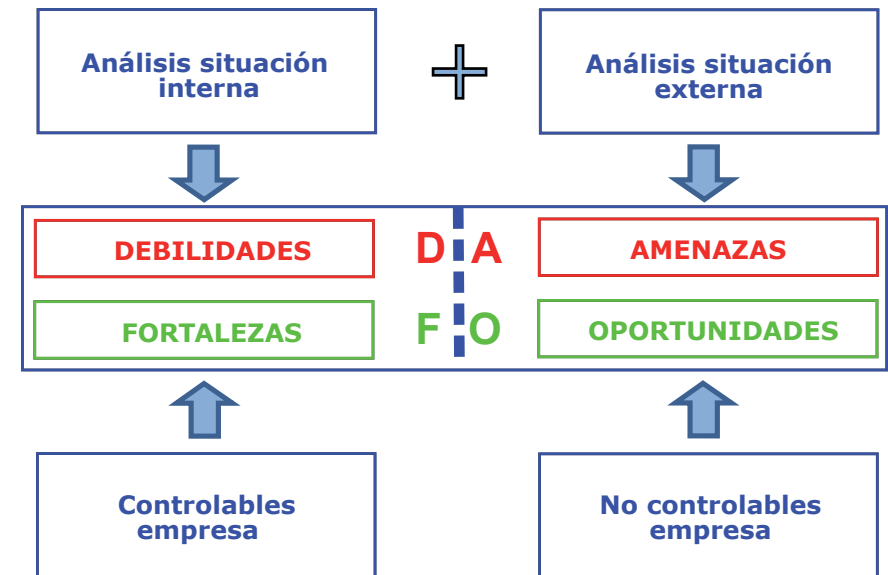 Análisis situación
interna
Análisis situación
externa
DEBILIDADES
D A
AMENAZAS
FORTALEZAS
F O
OPORTUNIDADES
Controlables
empresa
No controlables
empresa